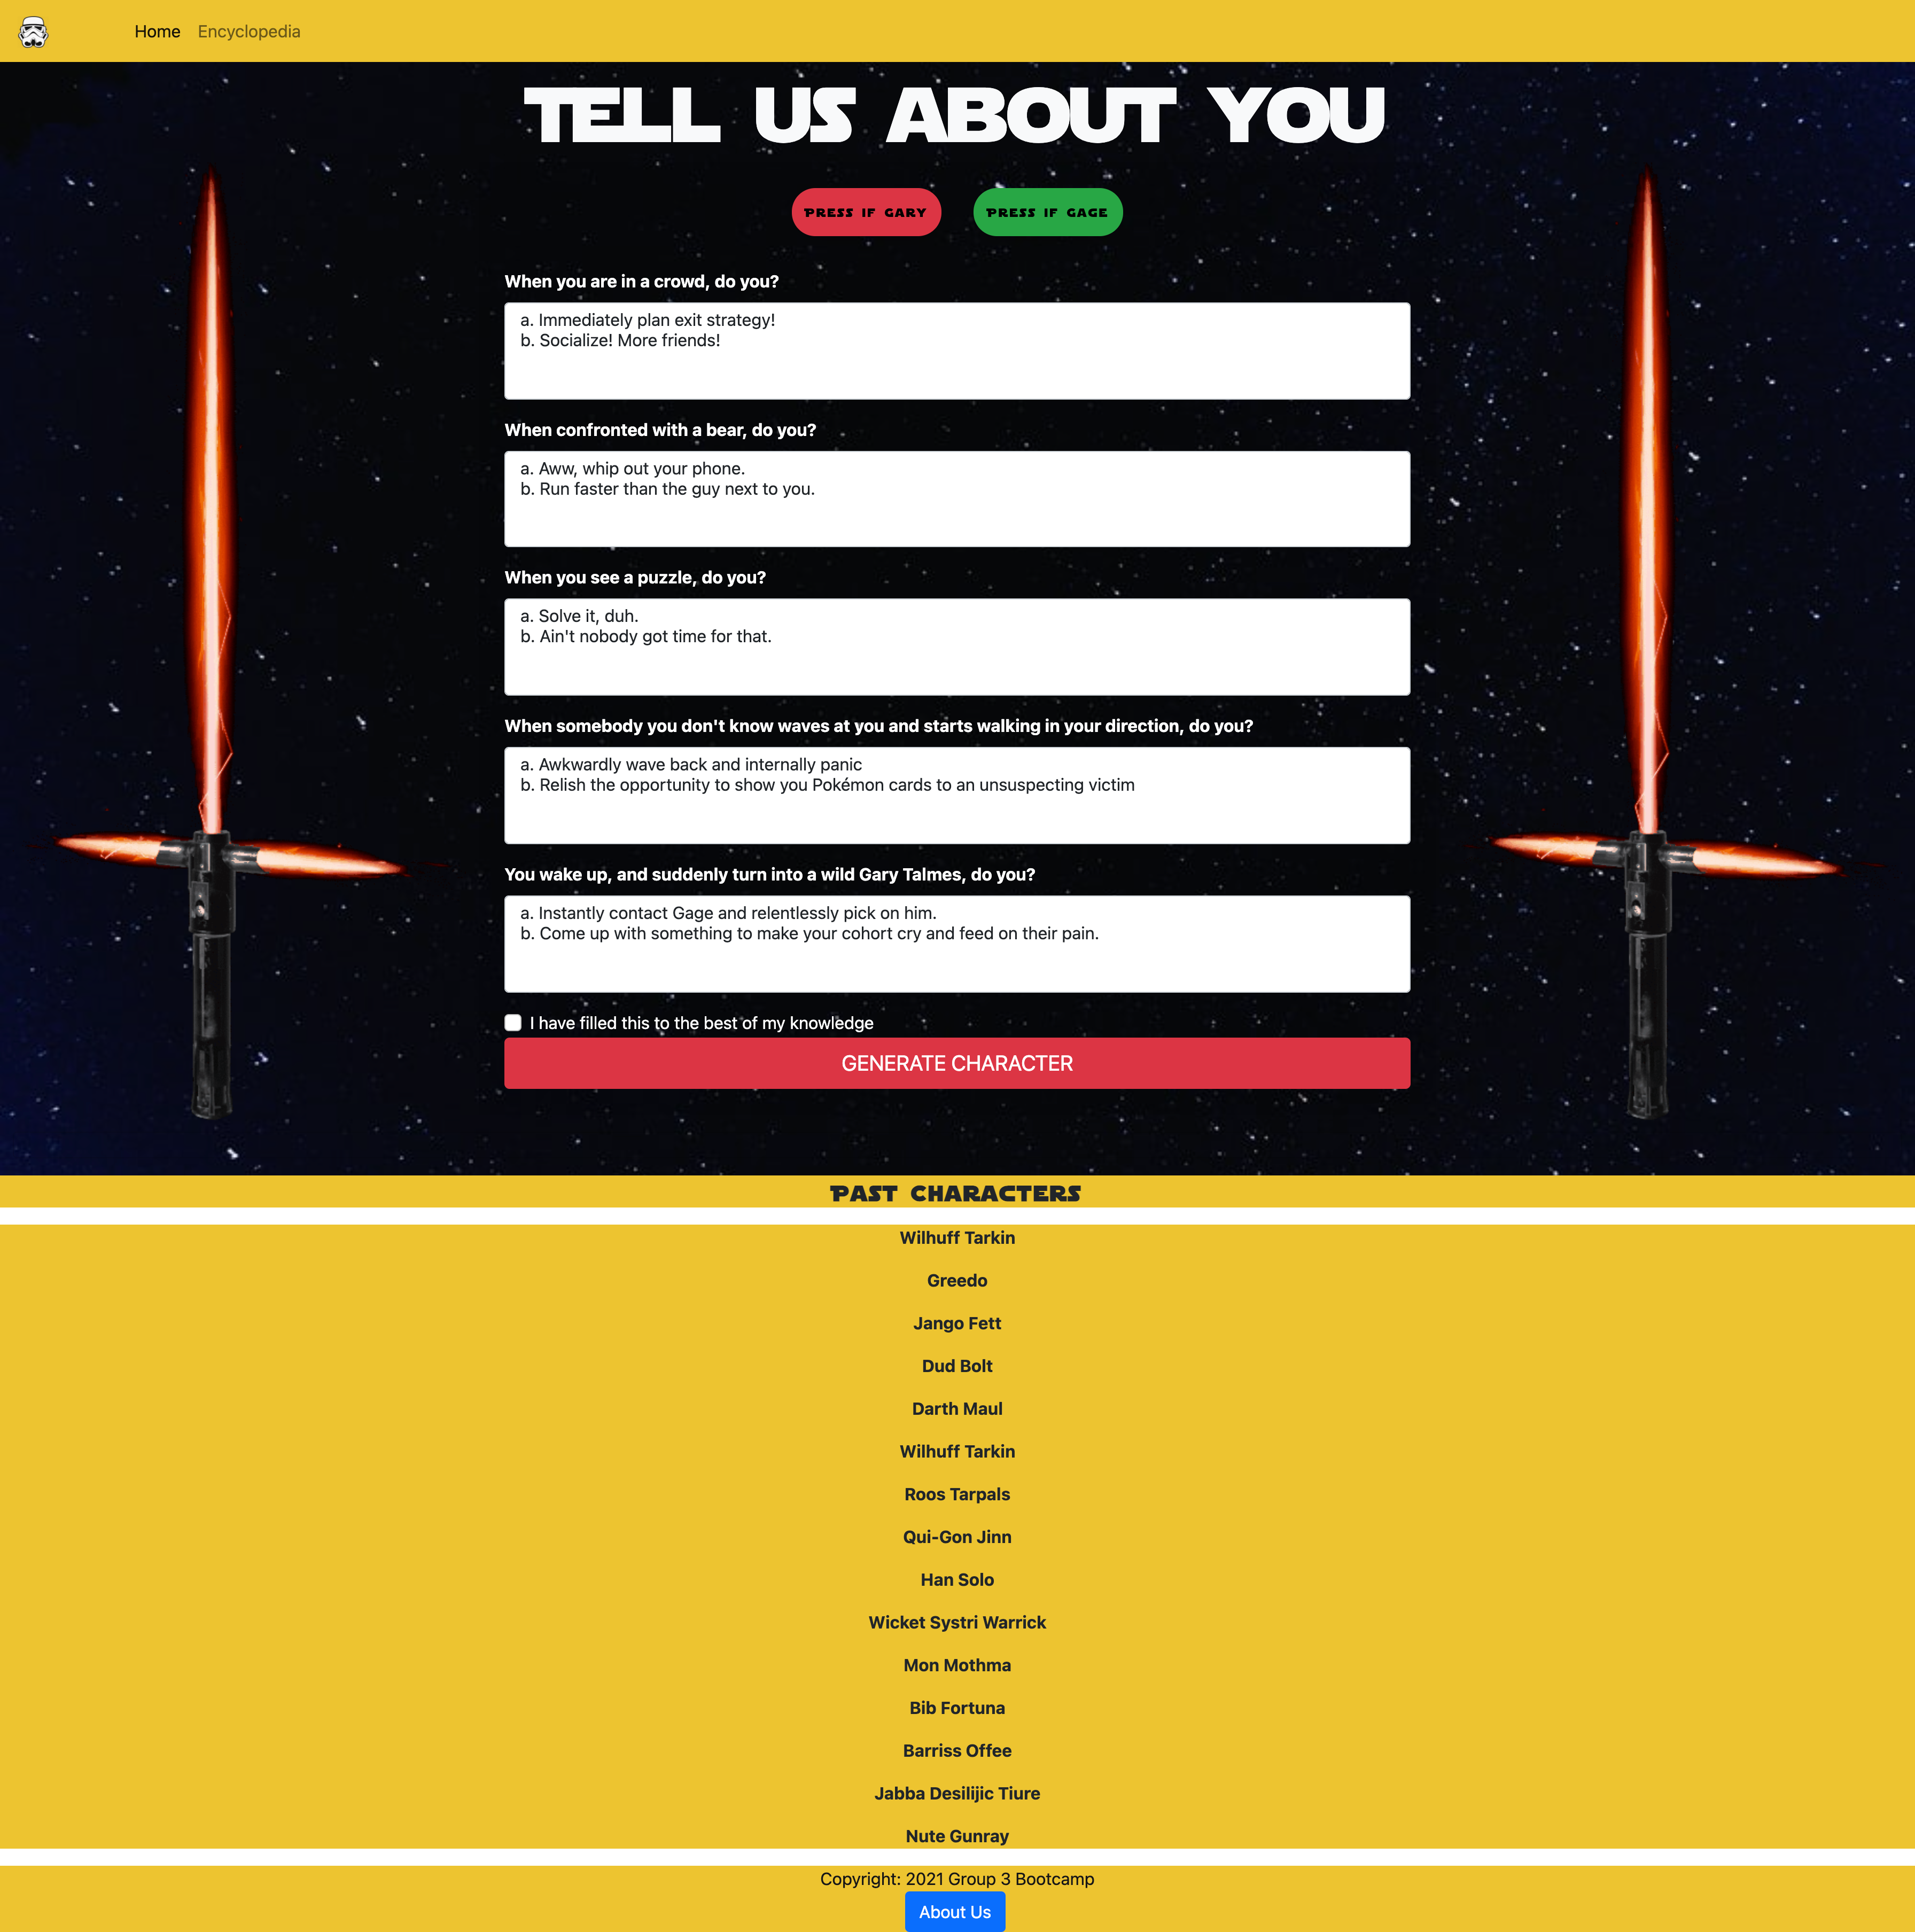 Home Encyclopedia
TELL US ABOUT YOU
PRESS IF GARY PRESS IF GAGE
When you are in a crowd, do you?
a. Immediately plan exit strategy!
b. Socialize! More friends!
When confronted with a bear, do you?
a. Aww, whip out your phone.
b. Run faster than the guy next to you.
When you see a puzzle, do you?
a. Solve it, duh.
b. Ain't nobody got time for that.
When somebody you don't know waves at you and starts walking in your direction, do you?
a. Awkwardly wave back and internally panic
b. Relish the opportunity to show you Pokémon cards to an unsuspecting victim
You wake up, and suddenly turn into a wild Gary Talmes, do you?
a. Instantly contact Gage and relentlessly pick on him.
b. Come up with something to make your cohort cry and feed on their pain.
I have filled this to the best of my knowledge
GENERATE CHARACTER
PAST CHARACTERS
Wilhuff Tarkin
Greedo
Jango Fett
Dud Bolt
Darth Maul
Wilhuff Tarkin
Roos Tarpals
Qui-Gon Jinn
Han Solo
Wicket Systri Warrick
Mon Mothma
Bib Fortuna
Barriss Offee
Jabba Desilijic Tiure
Nute Gunray
Copyright: 2021 Group 3 Bootcamp
About Us